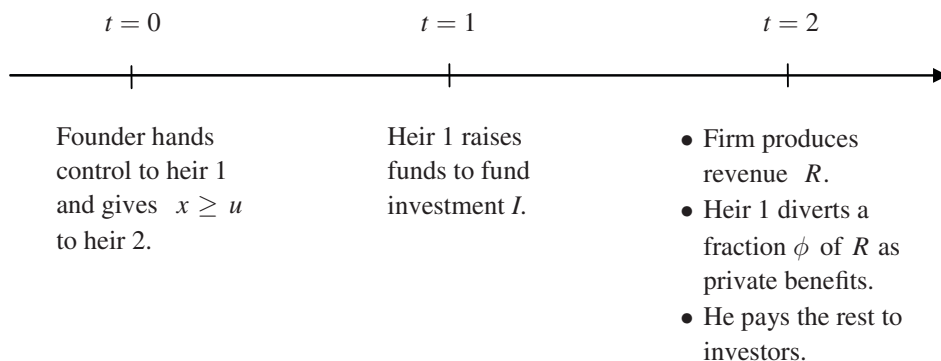 t = 0
t = 1
t = 2
Founder hands
control to heir 1
and gives x ≥ u
to heir 2.
Heir 1 raises
funds to fund
investment I.
• Firm produces
revenue R.
• Heir 1 diverts a
fraction ϕ of R as
private benefits.
• He pays the rest to
investors.